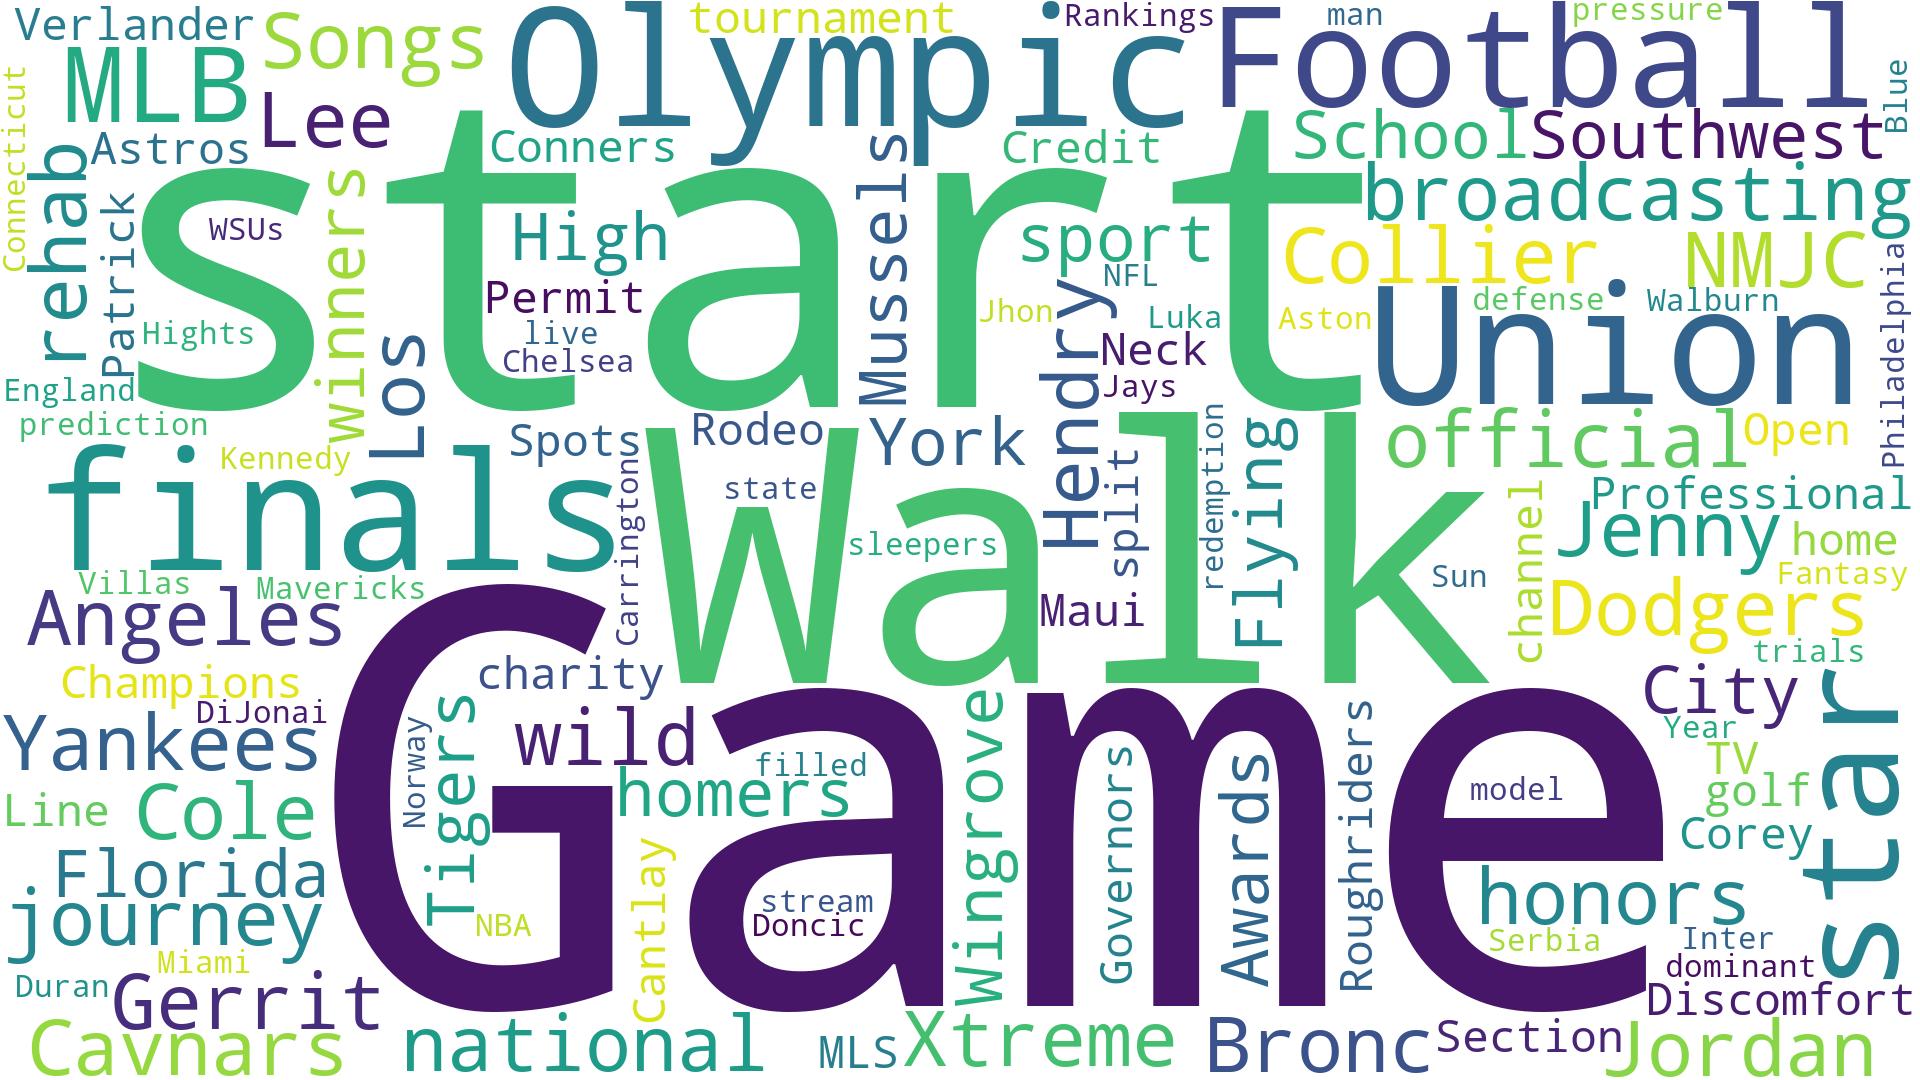 Verlander
Songs
Olympic
tournament
Rankings
man
Football
pressure
MLB
Lee
Connecticut
Astros
rehab
Patrick
WSUs
winners
start
Conners
High
Permit
live
Chelsea
Mussels
Credit
sport
NFL
Jhon
Luka
Hendry
Neck
Jays
School
Southwest
Blue
broadcasting
Collier
NMJC
Aston
defense
Walburn
Union
Philadelphia
Hights
Los
England
prediction
Kennedy
finals
Spots
Rodeo
York
state
Walk
sleepers
split
redemption
Flying
official
Open
Professional
channel
Jenny
home
Sun
Fantasy
Villas
Mavericks
Carrington
Maui
Dodgers
Angeles
trials
Champions
charity
DiJonai
Yankees
Norway
Tigers
wild
Game
City
Year
star
filled
homers
Wingrove
Governors
Awards
Roughriders
model
TV
golf
Line
Cole
Corey
Florida
Cantlay
stream
Doncic
honors
journey
NBA
Serbia
Inter
Miami
dominant
Duran
Gerrit
Discomfort
Cavnars
national
MLS
Xtreme
Bronc
Section
Jordan